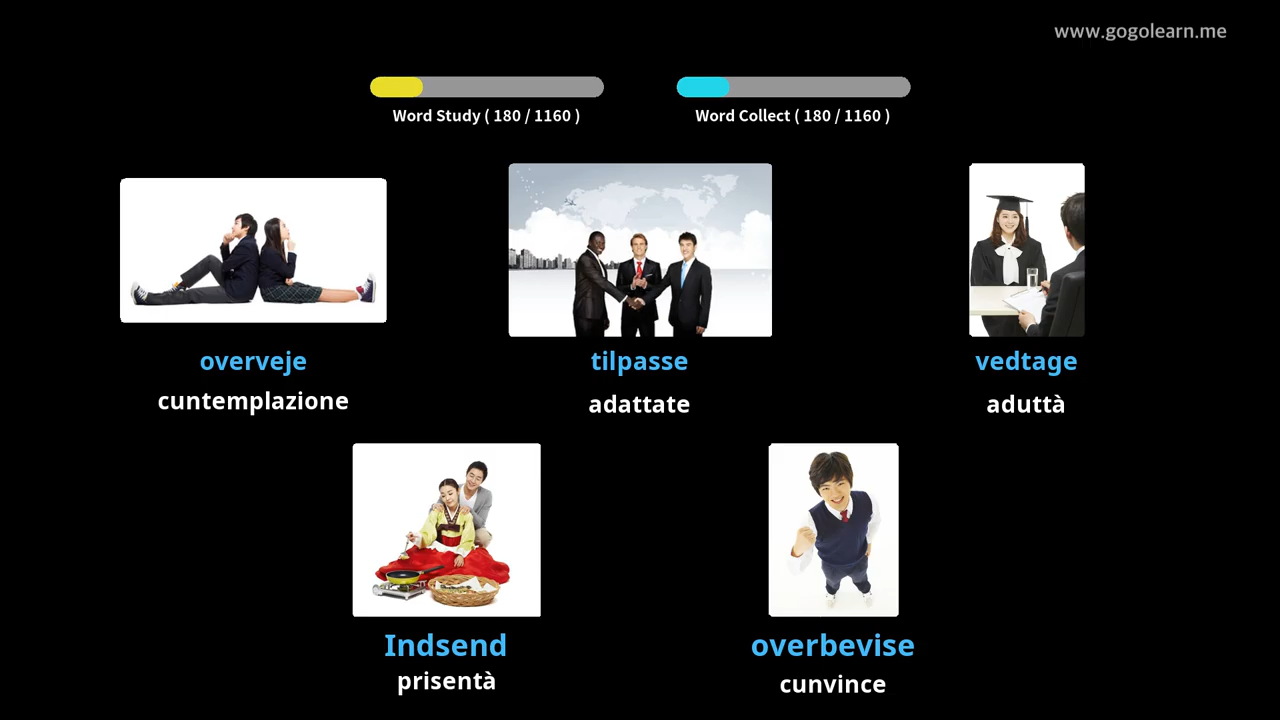 www.gogolearn.me
Word Study ( 180 / 1160 )
Word Collect ( 180 / 1160 )
overveje
tilpasse
vedtage
cuntemplazione
adattate
aduttà
Indsend
overbevise
prisentà
cunvince